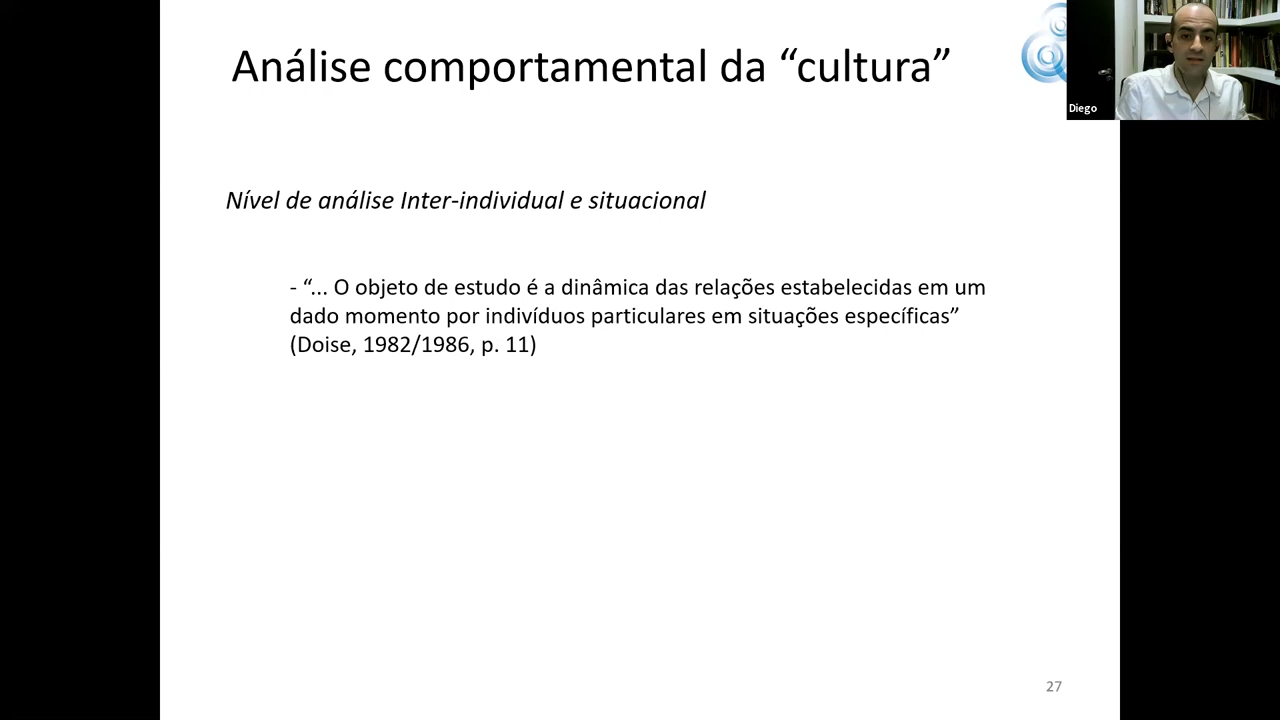 Análise comportamental da “cultura”
Diego
Nível de análise Inter-individual e situacional
- “... O objeto de estudo é a dinâmica das relações estabelecidas em um
dado momento por indivíduos particulares em situações específicas”
(Doise, 1982/1986, p. 11)
27